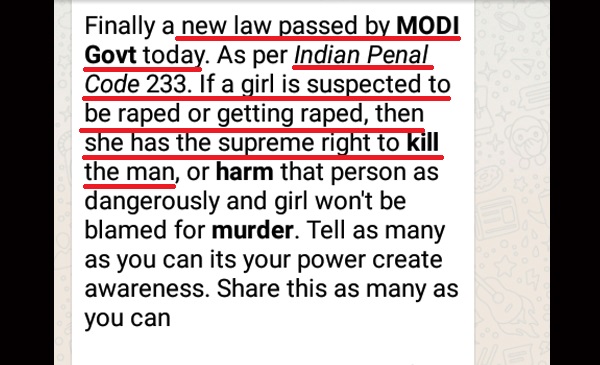 Finally a new law passed by MODI
Govt today. As per Indian Penal
Code 233. If a girl is suspected to
be raped or getting raped, then
she has the supreme right to kill
the man, or harm that person as
dangerously and girl won't be
blamed for murder. Tell as many
as you can its your power create
awareness. Share this as many as
you can